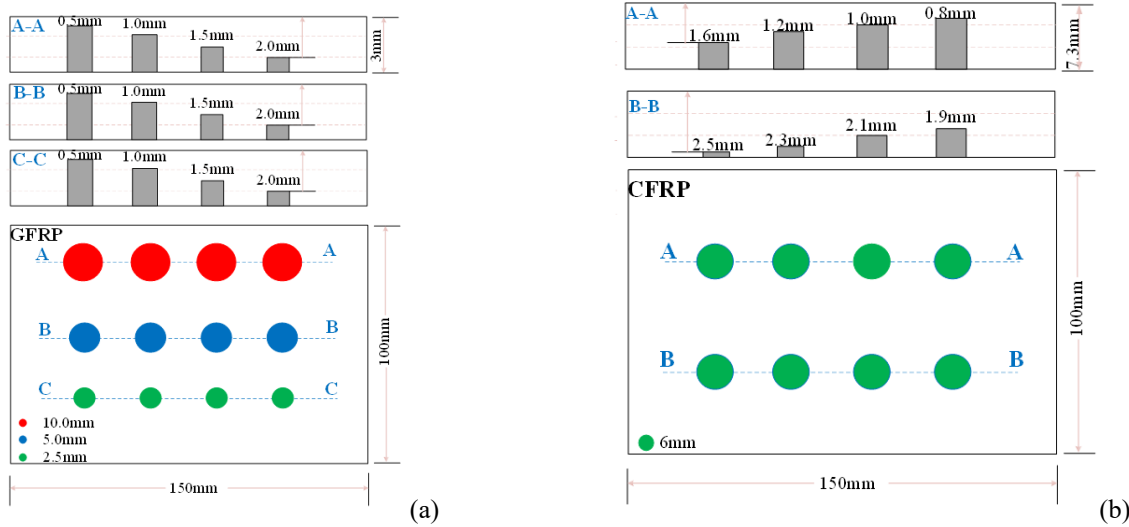 A-A
0.5mm
1.0mm
1.5mm
2.0mm
3mm
B-B
0.5mm
1.0mm
1.5mm
2.0mm
C-C
0.5mm
1.0mm
1.5mm
2.0mm
GFRP
A
A
B
B
C
C
10.0mm
5.0mm
2.5mm
100mm
150mm
(a)
A-A
1.6mm
1.2mm
1.0mm
0.8mm
7.3mm
B-B
2.5mm
2.3mm
2.1mm
1.9mm
CFRP
A
A
B
B
6mm
100mm
150mm
(b)